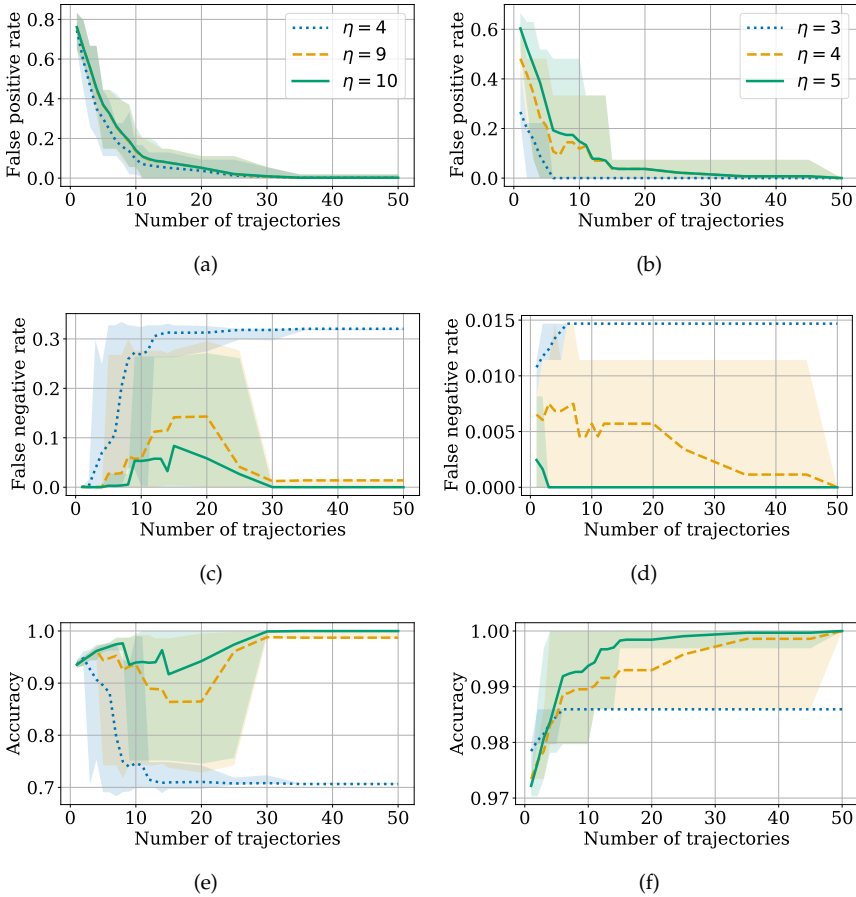 False positive rate
0.8
0.6
0.4
0.2
0.0
η = 4
η = 9
η = 10
0 10 20 30 40 50
Number of trajectories
(a)
False positive rate
0.6
0.4
0.2
0.0
η = 3
η = 4
η = 5
0 10 20 30 40 50
Number of trajectories
(b)
False negative rate
0.3
0.2
0.1
0.0
0 10 20 30 40 50
Number of trajectories
(c)
False negative rate
0.015
0.010
0.005
0.000
0 10 20 30 40 50
Number of trajectories
(d)
Accuracy
1.0
0.9
0.8
0.7
0 10 20 30 40 50
Number of trajectories
(e)
Accuracy
1.00
0.99
0.98
0.97
0 10 20 30 40 50
Number of trajectories
(f)